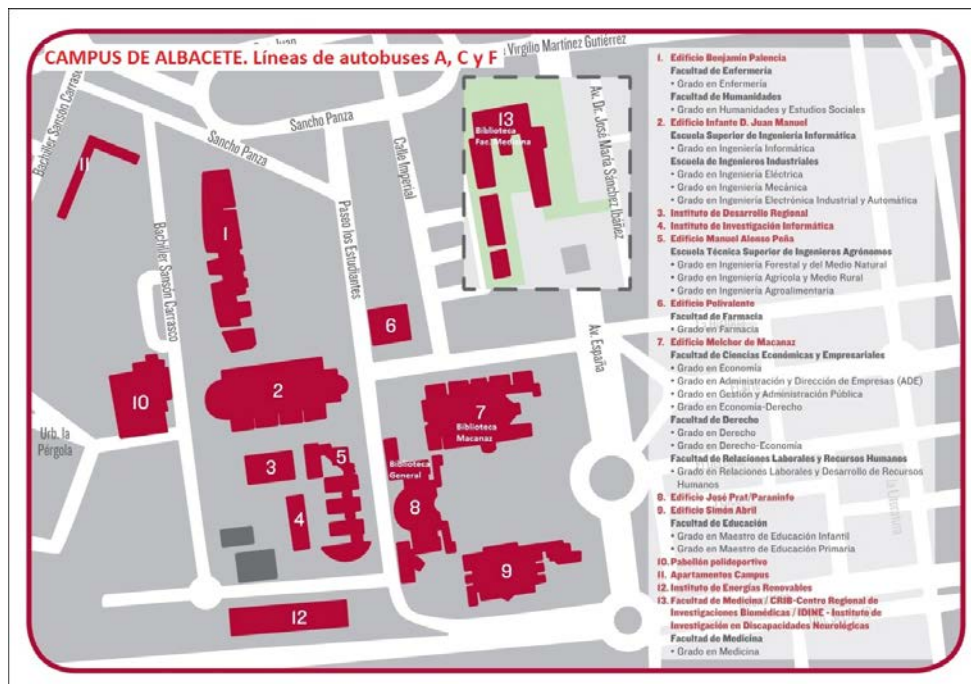 CAMPUS DE ALBACETE. Líneas de autobuses A, C y F
Virgilio Martínez Gutiérrez
Bachiller Sansón Carrasco
Sancho Panza
Sancho Panza
Calle Imperial
Paseo los Estudiantes
Bachiller Sansón Carrasco
Av. Dr. José María Sánchez Ibáñez
Av. España
Urb. la
Pérgola
11
1
13
Biblioteca
Fac. Medicina
6
2
10
7
Biblioteca
Macanaz
3
5
Biblioteca
General
4
8
9
12
1. Edificio Benjamín Palencia
Facultad de Enfermería
• Grado en Enfermería
Facultad de Humanidades
• Grado en Humanidades y Estudios Sociales
2. Edificio Infante D. Juan Manuel
Escuela Superior de Ingeniería Informática
• Grado en Ingeniería Informática
Escuela de Ingenieros Industriales
• Grado en Ingeniería Eléctrica
• Grado en Ingeniería Mecánica
• Grado en Ingeniería Electrónica Industrial y Automática
3. Instituto de Desarrollo Regional
4. Instituto de Investigación Informática
5. Edificio Manuel Alonso Peña
Escuela Técnica Superior de Ingenieros Agrónomos
• Grado en Ingeniería Forestal y del Medio Natural
• Grado en Ingeniería Agrícola y Medio Rural
• Grado en Ingeniería Agroalimentaria
6. Edificio Polivalente
Facultad de Farmacia
• Grado en Farmacia
7. Edificio Melchor de Macanaz
Facultad de Ciencias Económicas y Empresariales
• Grado en Economía
• Grado en Administración y Dirección de Empresas (ADE)
• Grado en Gestión y Administración Pública
• Grado en Economía-Derecho
Facultad de Derecho
• Grado en Derecho
• Grado en Derecho-Economía
Facultad de Relaciones Laborales y Recursos Humanos
• Grado en Relaciones Laborales y Desarrollo de Recursos
Humanos
8. Edificio José Prat/Paraninfo
9. Edificio Simón Abril
Facultad de Educación
• Grado en Maestro de Educación Infantil
• Grado en Maestro de Educación Primaria
10. Pabellón polideportivo
11. Apartamentos Campus
12. Instituto de Energías Renovables
13. Facultad de Medicina / CRIB-Centro Regional de
Investigaciones Biomédicas / IDINE - Instituto de
Investigación en Discapacidades Neurológicas
Facultad de Medicina
• Grado en Medicina